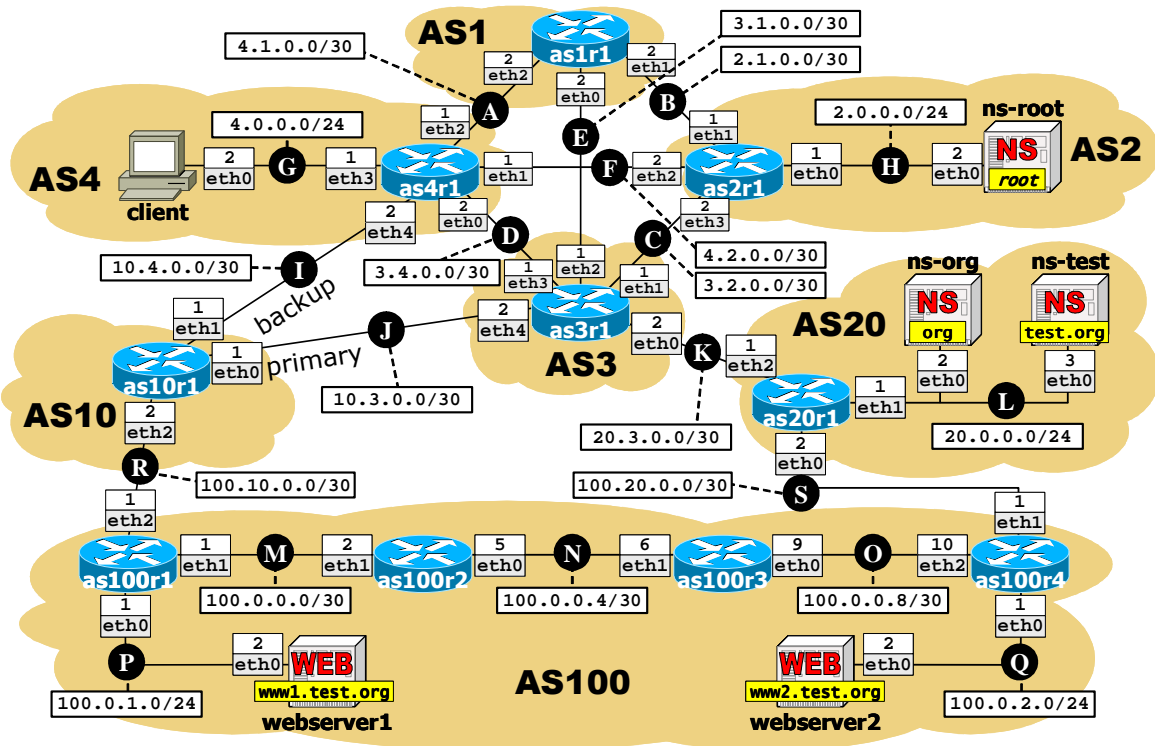 AS1
3.1.0.0/30
4.1.0.0/30
2.1.0.0/30
as1r1
2
eth2
2
eth0
2
eth1
A
B
E
1
eth2
1
eth1
4.0.0.0/24
2.0.0.0/24
ns-root
NS
root
AS2
AS4
client
2
eth0
G
1
eth3
as4r1
1
eth1
F
2
eth2
as2r1
1
eth0
H
2
eth0
2
eth4
2
eth0
D
C
2
eth3
10.4.0.0/30
I
3.4.0.0/30
1
eth3
1
eth2
1
eth1
4.2.0.0/30
3.2.0.0/30
ns-org
ns-test
NS
org
NS
test.org
AS20
backup
1
eth1
as10r1
1
eth0
primary
J
2
eth4
as3r1
AS3
2
eth0
K
1
eth2
as20r1
1
eth1
2
eth0
3
eth0
L
AS10
10.3.0.0/30
2
eth2
20.3.0.0/30
2
eth0
20.0.0.0/24
R
100.10.0.0/30
100.20.0.0/30
S
1
eth2
1
eth1
as100r1
1
eth1
M
2
eth1
as100r2
5
eth0
N
6
eth1
as100r3
9
eth0
O
10
eth2
as100r4
100.0.0.0/30
100.0.0.4/30
100.0.0.8/30
1
eth0
1
eth0
P
2
eth0
WEB
www1.test.org
webserver1
100.0.1.0/24
AS100
WEB
www2.test.org
webserver2
2
eth0
Q
100.0.2.0/24